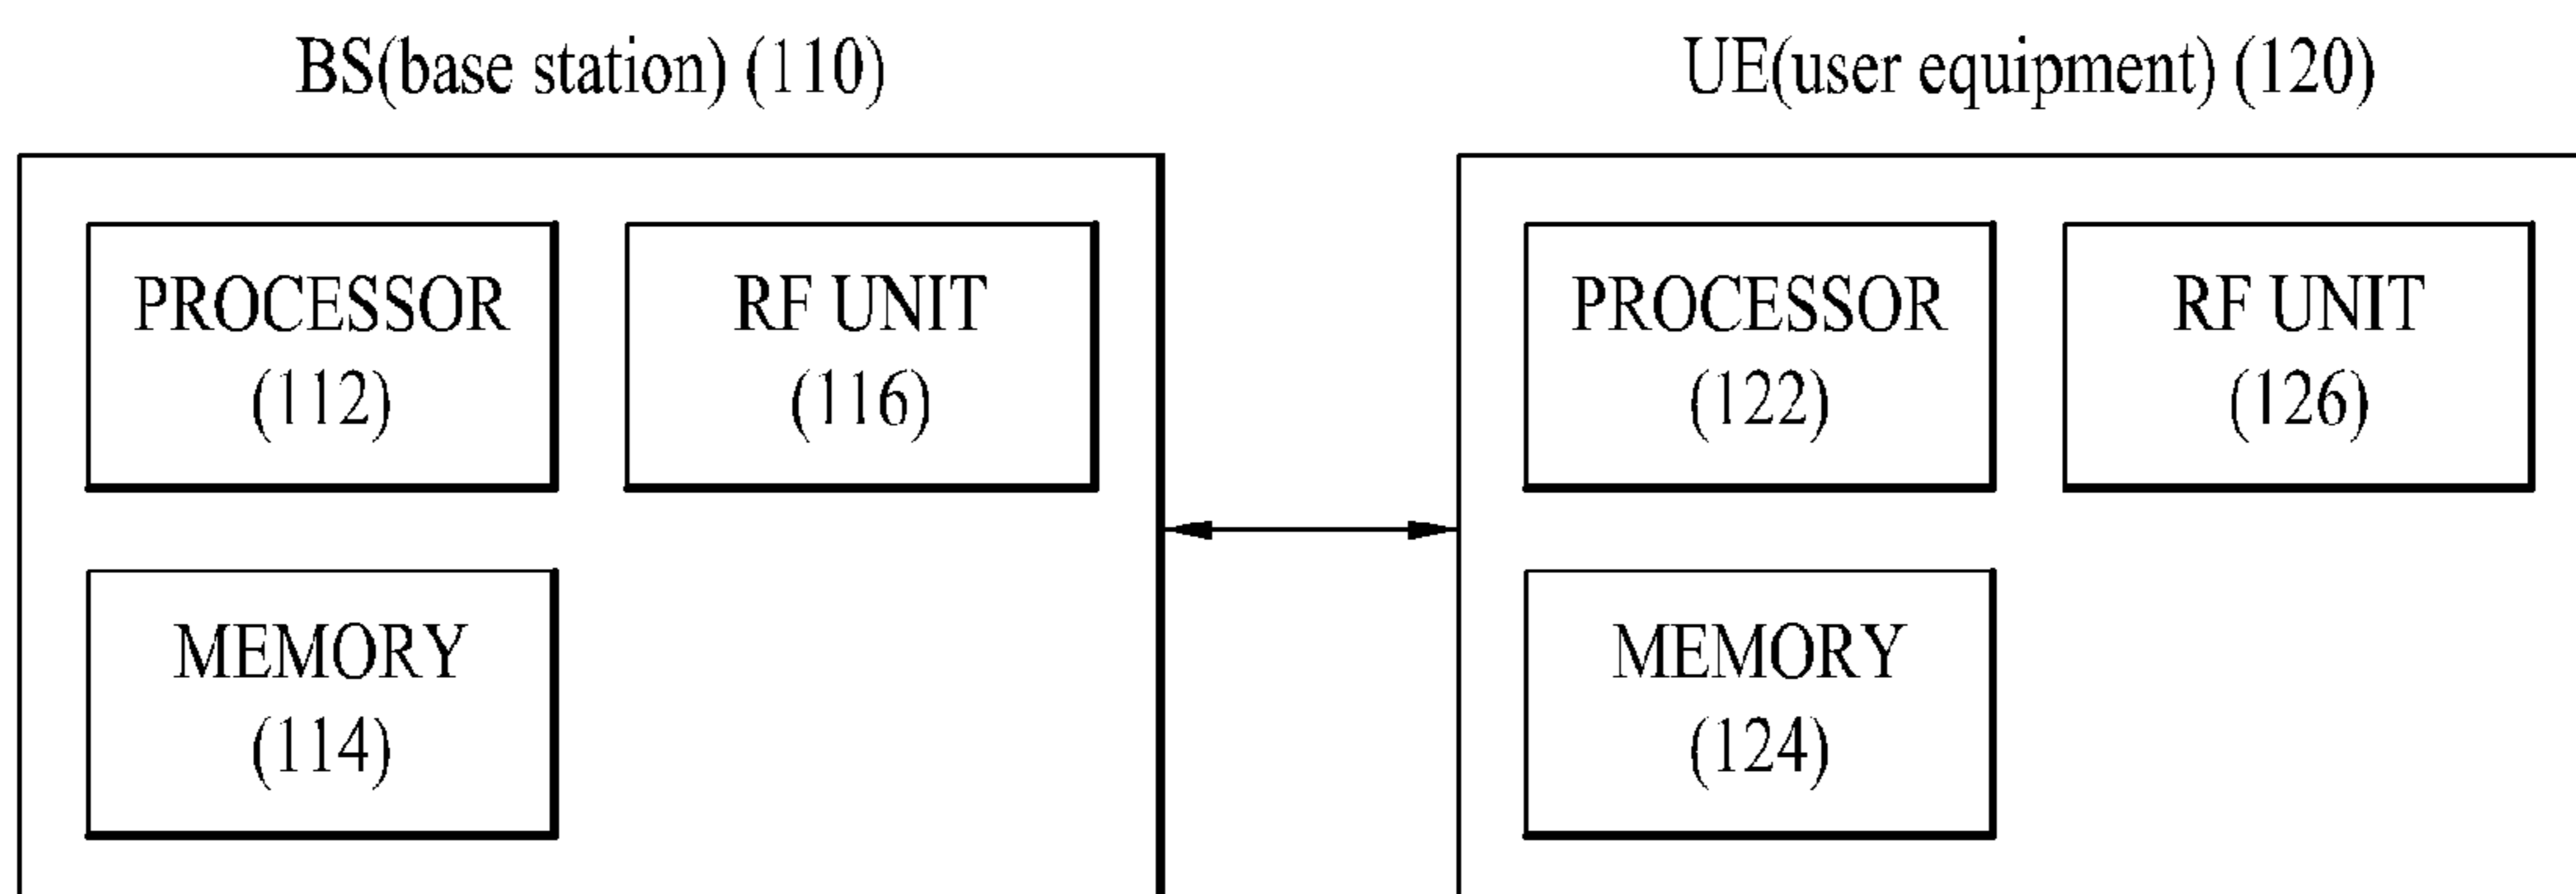 BS(base station) (110)
PROCESSOR
(112)
RF UNIT
(116)
MEMORY
(114)
UE(user equipment) (120)
PROCESSOR
(122)
RF UNIT
(126)
MEMORY
(124)